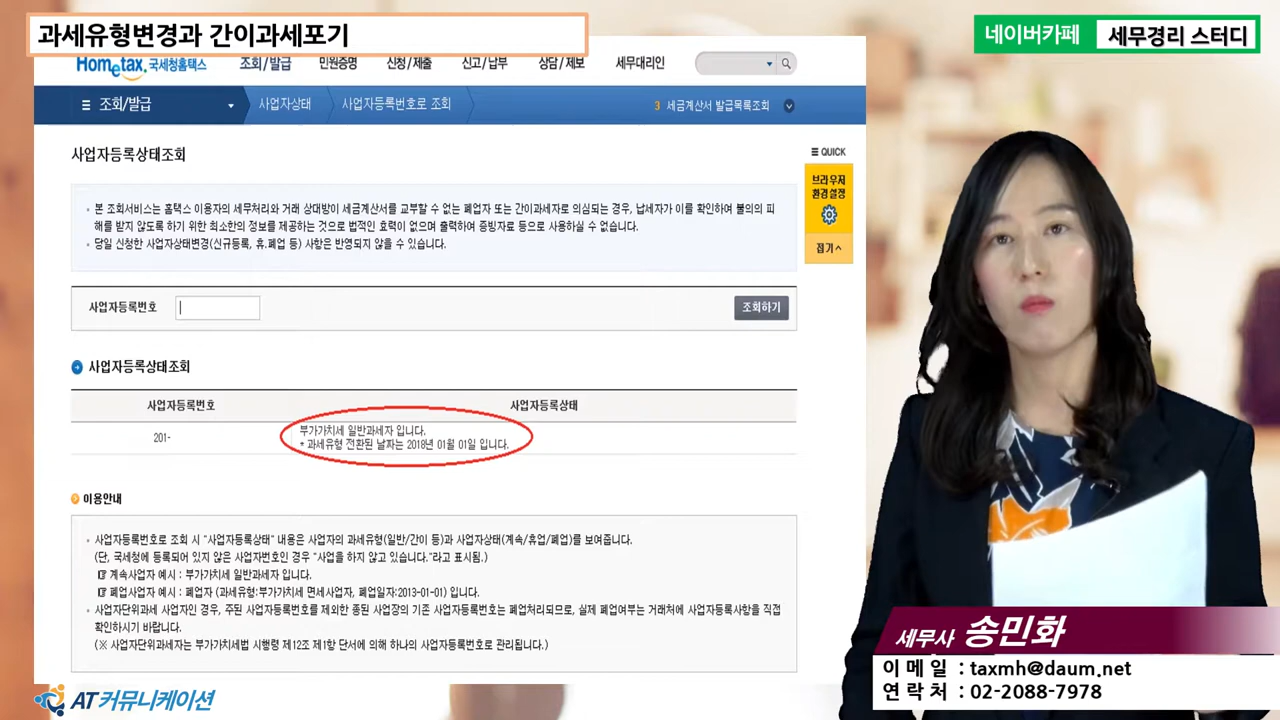 과세유형변경과 간이과세포기
네이버카페 세무경리 스터디
Hometax. 국세청홈택스 조회/발급 민원증명 신청/제출 신고/납부 상담/제보 세무대리인
☰ 조회/발급 사업자상태 사업자등록번호로 조회 3 세금계산서 발급목록조회
사업자등록상태조회
☰ QUICK
브라우저
환경설정
접기^
• 본 조회서비스는 홈택스 이용자의 세무처리와 거래 상대방이 세금계산서를 교부할 수 없는 폐업자 또는 간이과세자로 의심되는 경우, 납세자가 이를 확인하여 불의의 피
해를 받지 않도록 하기 위한 최소한의 정보를 제공하는 것으로 법적인 효력이 없으며 출력하여 증빙자료 등으로 사용하실 수 없습니다.
• 당일 신청한 사업자상태변경(신규등록, 휴.폐업 등) 사항은 반영되지 않을 수 있습니다.
사업자등록번호 조회하기
사업자등록상태조회
사업자등록번호 사업자등록상태
201-
부가가치세 일반과세자 입니다.
* 과세유형 전환된 날짜는 2018년 01월 01일 입니다.
이용안내
• 사업자등록번호로 조회 시 "사업자등록상태" 내용은 사업자의 과세유형(일반/간이 등)과 사업자상태(계속/휴업/폐업)를 보여줍니다.
(단, 국세청에 등록되어 있지 않은 사업자번호인 경우 "사업을 하지 않고 있습니다."라고 표시됨.)
☞ 계속사업자 예시 : 부가가치세 일반과세자 입니다.
☞ 폐업사업자 예시 : 폐업자 (과세유형:부가가치세 면세사업자, 폐업일자:2013-01-01) 입니다.
• 사업자단위과세 사업자인 경우, 주된 사업자등록번호를 제외한 종된 사업장의 기존 사업자등록번호는 폐업처리되므로, 실제 폐업여부는 거래처에 사업자등록사항을 직접
확인하시기 바랍니다.
(※ 사업자단위과세자는 부가가치세법 시행령 제12조 제1항 단서에 의해 하나의 사업자등록번호로 관리됩니다.)
세무사 송민화
이 메 일 : taxmh@daum.net
연 락 처 : 02-2088-7978
AT커뮤니케이션